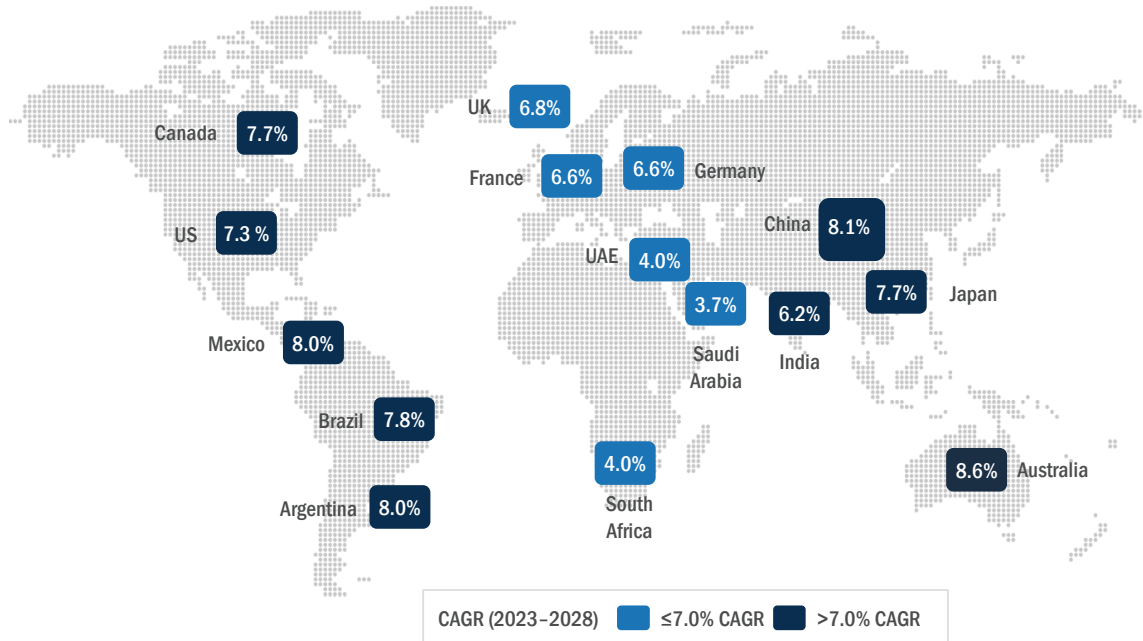 UK
6.8%
Canada
7.7%
France
6.6%
6.6%
Germany
US
7.3 %
China
8.1%
UAE
4.0%
3.7%
Saudi
Arabia
6.2%
India
7.7%
Japan
Mexico
8.0%
Brazil
7.8%
Argentina
8.0%
4.0%
South
Africa
8.6%
Australia
CAGR (2023–2028) ≤7.0% CAGR >7.0% CAGR